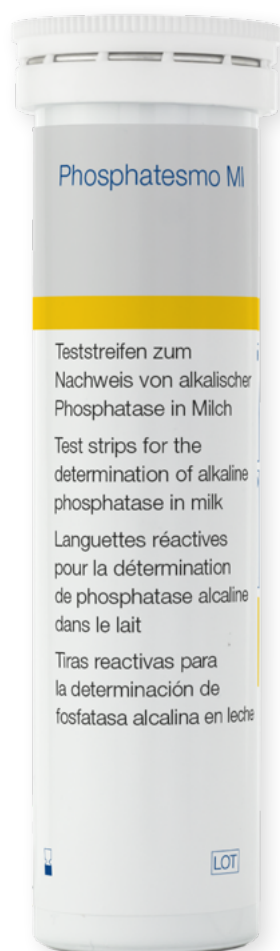 Phosphatesmo MI
Teststreifen zum
Nachweis von alkalischer
Phosphatase in Milch
Test strips for the
determination of alkaline
phosphatase in milk
Languettes réactives
pour la détermination
de phosphatase alcaline
dans le lait
Tiras reactivas para
la determinación de
fosfatasa alcalina en leche
LOT